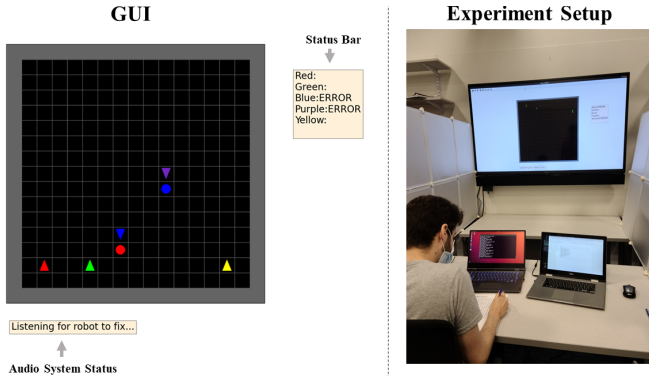 GUI
Experiment Setup
Status Bar
Red:
Green:
Blue:ERROR
Purple:ERROR
Yellow:
Listening for robot to fix...
Audio System Status